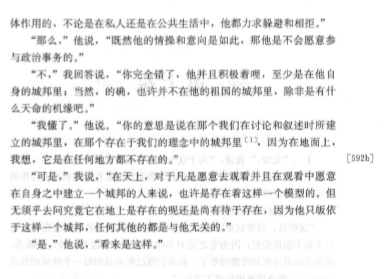 体作用的，不论是在私人还是在公共生活中，他都力求躲避和相拒。”
“那么，”他说，“既然他的情操和意向是如此，那他是不会愿意参
与政治事务的。”
“不，”我回答说，“你完全错了，他并且积极着哩，至少是在他自
身的城邦里；当然，的确，也许并不在他的祖国的城邦里，除非是有什
么天命的机缘吧。”
“我懂了。”他说。“你的意思是说在那个我们在讨论和叙述时所建
立的城邦里，在那个存在于我们的理念中的城邦里[1]，因为在地面上，
我想，它是在任何地方都不存在的。”
[592b]
“可是，”我说，“在天上，对于凡是愿意去观看并且在观看中愿意
在自身之中建立一个城邦的人来说，也许是存在着这样一个模型的。但
无须乎去问究竟它在地上是存在的呢还是尚有待于存在，因为他只皈依
于这样一个城邦，任何其他的都是与他无关的。”
“是，”他说，“看来是这样。”